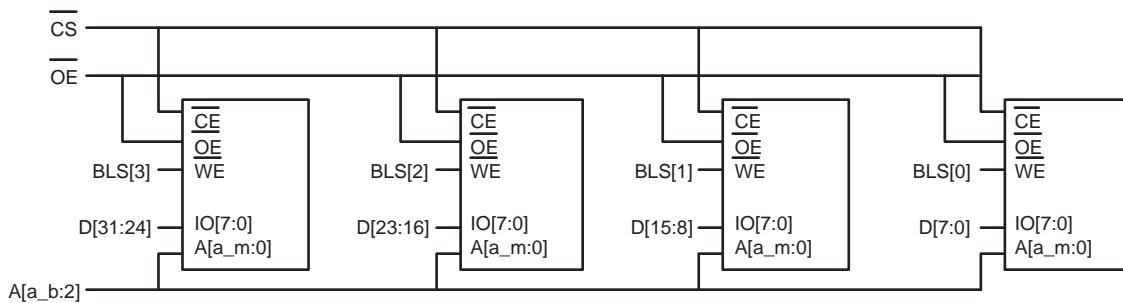 CS
OE
CE
OE
WE
BLS[3]
IO[7:0]
D[31:24]
A[a_m:0]
CE
OE
WE
BLS[2]
IO[7:0]
D[23:16]
A[a_m:0]
CE
OE
WE
BLS[1]
IO[7:0]
D[15:8]
A[a_m:0]
CE
OE
WE
BLS[0]
IO[7:0]
D[7:0]
A[a_m:0]
A[a_b:2]